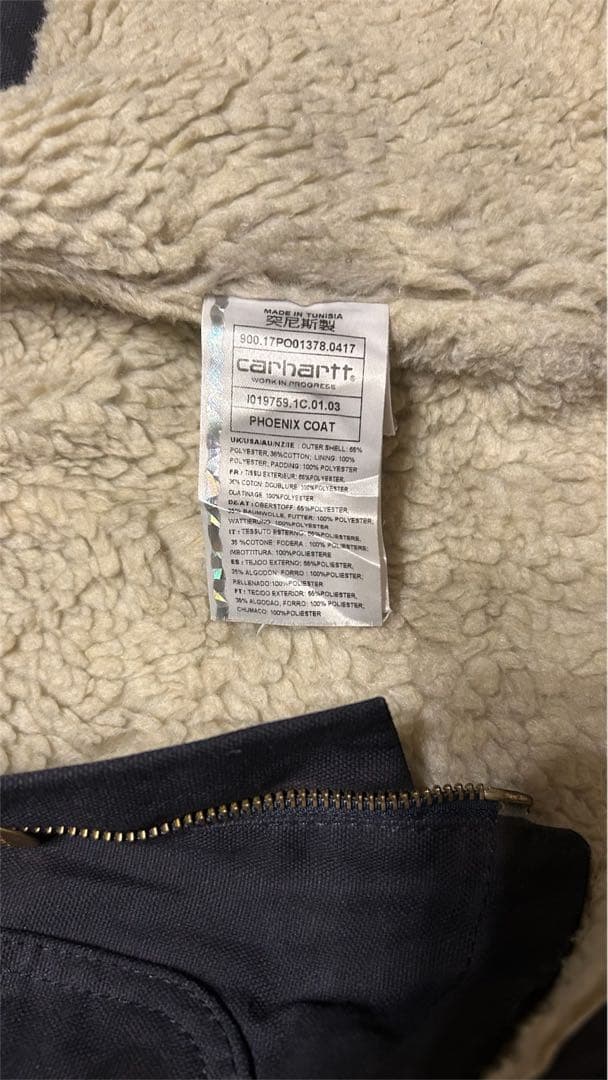 MADE IN TUNISIA
突尼斯製
900.17PO01378.0417
carhartt®
WORK IN PROGRESS
I019759.1C.01.03
PHOENIX COAT
UK/USA/AU/NZ/IE : OUTER SHELL: 65%
POLYESTER, 35%COTTON; LINING: 100%
POLYESTER; PADDING: 100% POLYESTER
FR : TISSU EXTERIEUR: 65%POLYESTER,
35% COTON; DOUBLURE: 100%POLYESTER
OUATINAGE: 100%POLYESTER
DE/AT : OBERSTOFF: 65%POLYESTER,
35% BAUMWOLLE, FUTTER: 100% POLYESTER;
WATTIERUNG: 100%POLYESTER
IT : TESSUTO ESTERNO: 65%POLIESTERE,
35 %COTONE; FODERA : 100% POLIESTERE;
IMBOTTITURA: 100%POLIESTERE
ES : TEJIDO EXTERNO: 65%POLIESTER,
35% ALGODON; FORRO : 100%POLIESTER;
RELLENADO:100%POLIESTER
PT : TECIDO EXTERIOR: 65%POLIESTER,
35% ALGODAO, FORRO: 100% POLIESTER,
CHUMACO: 100%POLIESTER